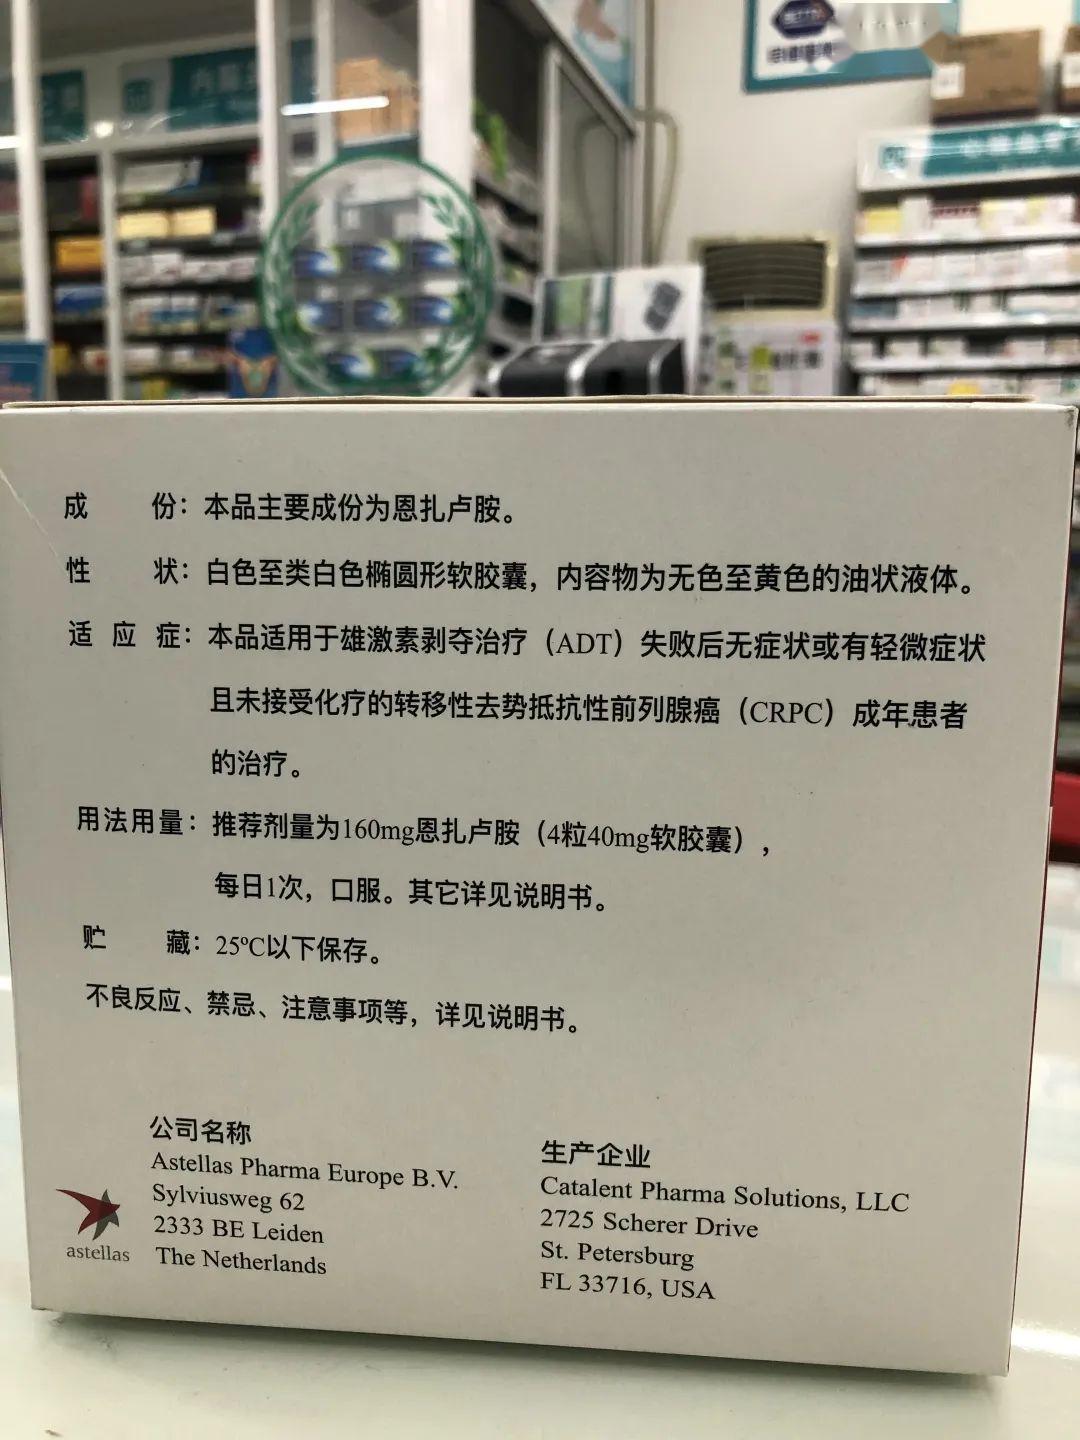 成份：本品主要成份为恩扎卢胺。
性状：白色至类白色椭圆形软胶囊，内容物为无色至黄色的油状液体。
适应症：本品适用于雄激素剥夺治疗（ADT）失败后无症状或有轻微症状
且未接受化疗的转移性去势抵抗性前列腺癌（CRPC）成年患者
的治疗。
用法用量：推荐剂量为160mg恩扎卢胺（4粒40mg软胶囊），
每日1次，口服。其它详见说明书。
贮藏：25ºC以下保存。
不良反应、禁忌、注意事项等，详见说明书。
公司名称
Astellas Pharma Europe B.V.
Sylviusweg 62
2333 BE Leiden
The Netherlands
astellas
生产企业
Catalent Pharma Solutions, LLC
2725 Scherer Drive
St. Petersburg
FL 33716, USA